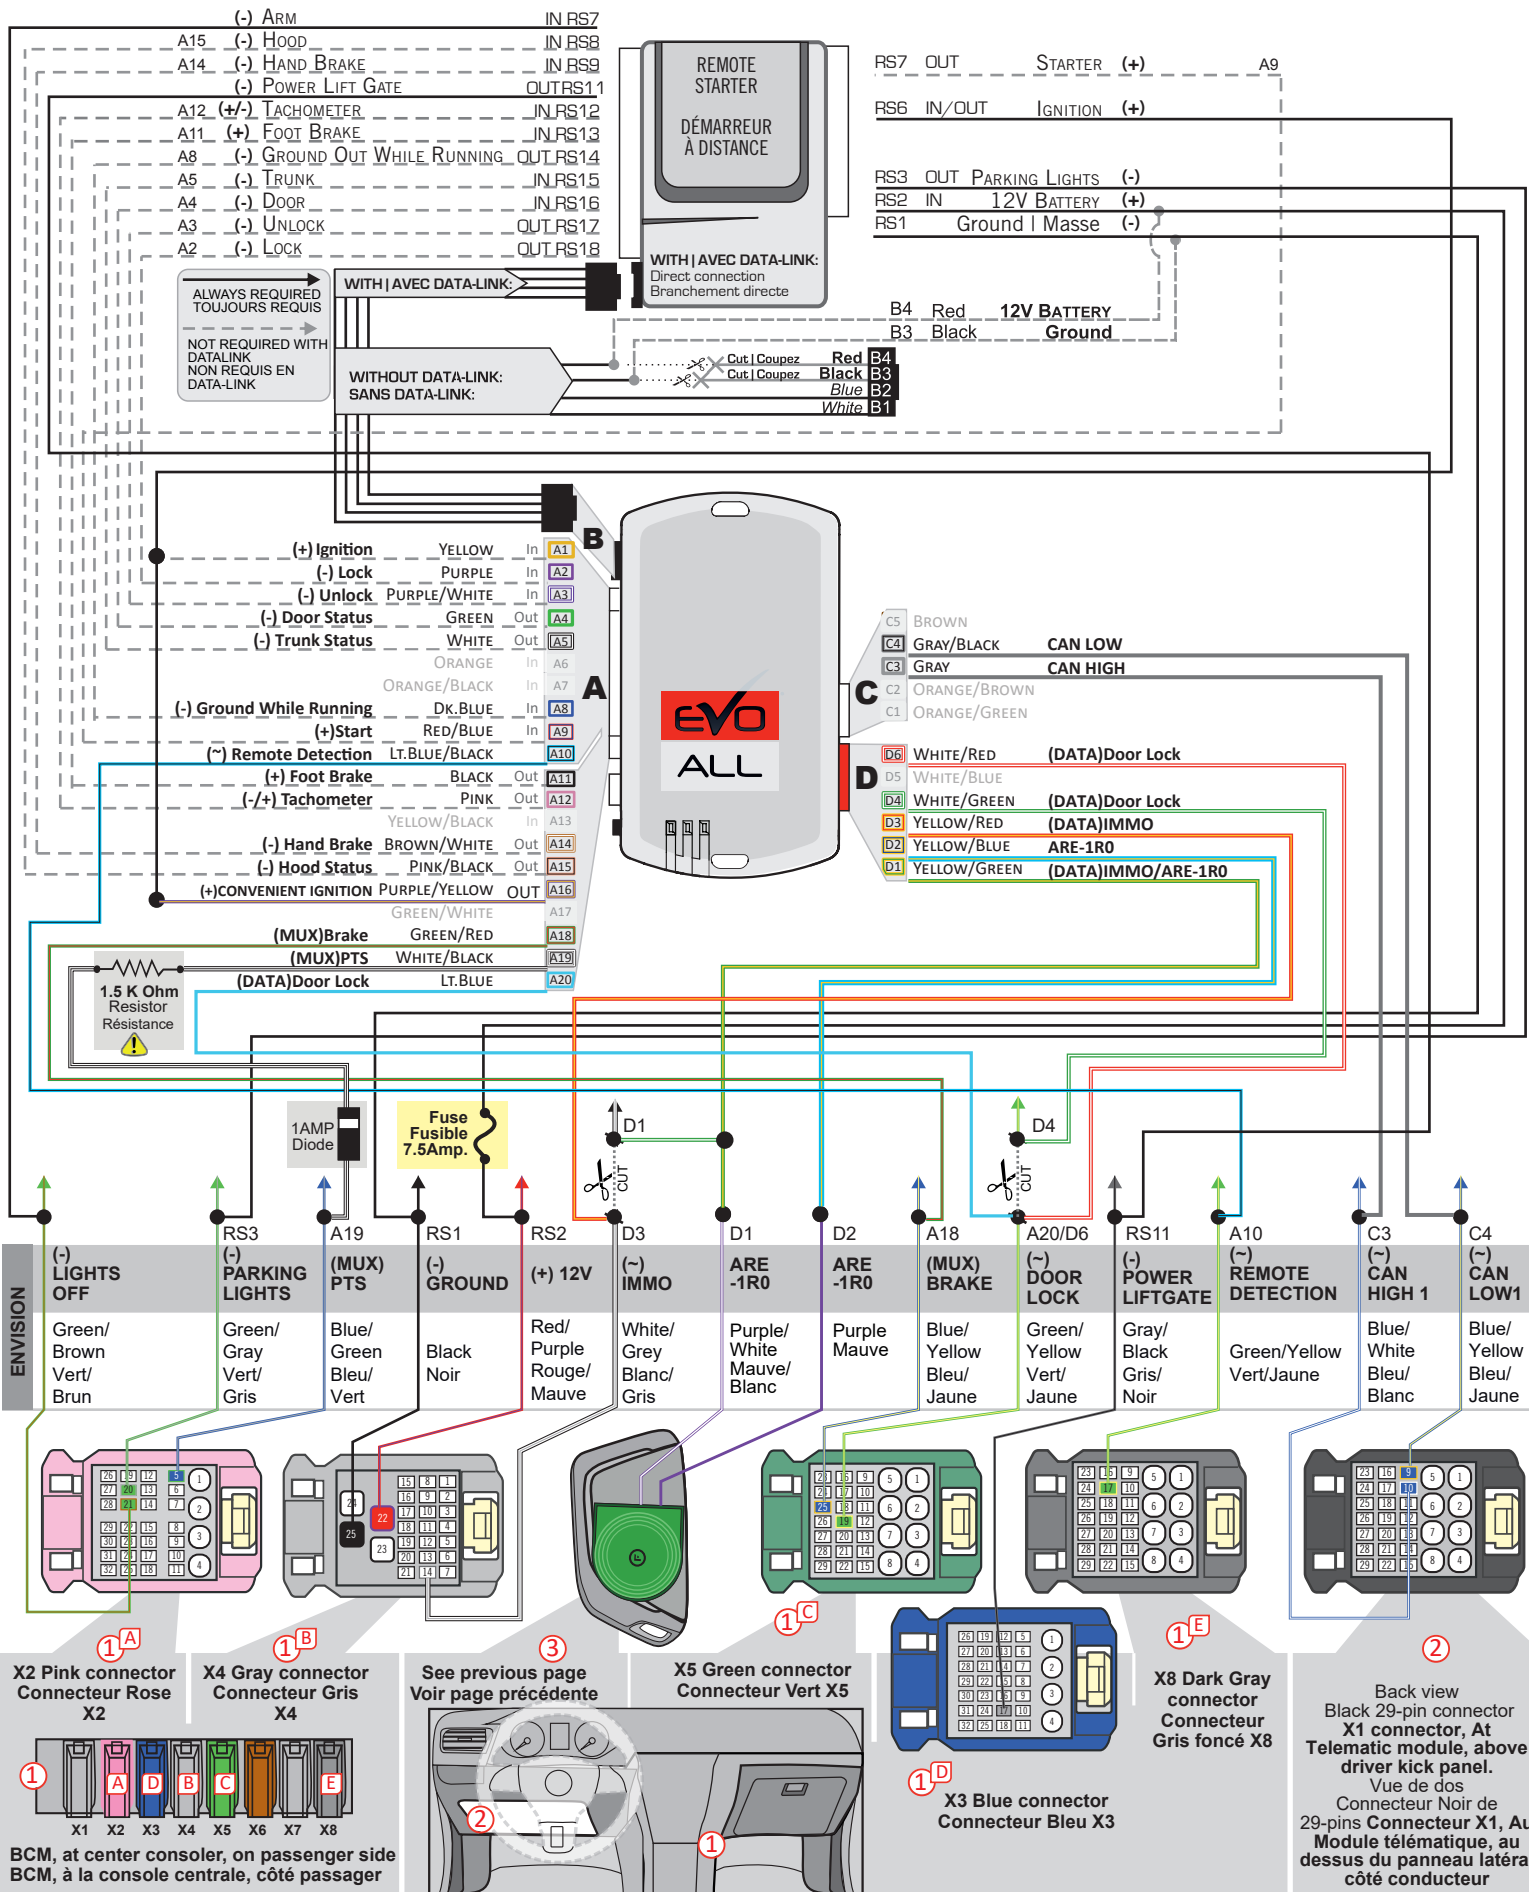 (-) ARM IN RS7
A15 (-) HOOD IN RS8
A14 (-) HAND BRAKE IN RS9
(-) POWER LIFT GATE OUT RS11
A12 (+/-) TACHOMETER IN RS12
A11 (+) FOOT BRAKE IN RS13
A8 (-) GROUND OUT WHILE RUNNING OUT RS14
A5 (-) TRUNK IN RS15
A4 (-) DOOR IN RS16
A3 (-) UNLOCK OUT RS17
A2 (-) LOCK OUT RS18
REMOTE
STARTER
DÉMARREUR
À DISTANCE
WITH | AVEC DATA-LINK:
Direct connection
Branchement directe
RS7 OUT STARTER (+) A9
RS6 IN/OUT IGNITION (+)
RS3 OUT PARKING LIGHTS (-)
RS2 IN 12V BATTERY (+)
RS1 Ground | Masse (-)
ALWAYS REQUIRED
TOUJOURS REQUIS
NOT REQUIRED WITH
DATALINK
NON REQUIS EN
DATA-LINK
WITH | AVEC DATA-LINK:
WITHOUT DATA-LINK:
SANS DATA-LINK:
B4 Red 12V BATTERY
B3 Black Ground
Cut | Coupez Red B4
Cut | Coupez Black B3
Blue B2
White B1
B
A
(+) Ignition YELLOW In A1
(-) Lock PURPLE In A2
(-) Unlock PURPLE/WHITE In A3
(-) Door Status GREEN Out A4
(-) Trunk Status WHITE Out A5
ORANGE In A6
ORANGE/BLACK In A7
(-) Ground While Running DK.BLUE In A8
(+)Start RED/BLUE In A9
(~) Remote Detection LT.BLUE/BLACK A10
(+) Foot Brake BLACK Out A11
(-/+) Tachometer PINK Out A12
YELLOW/BLACK In A13
(-) Hand Brake BROWN/WHITE Out A14
(-) Hood Status PINK/BLACK Out A15
(+)CONVENIENT IGNITION PURPLE/YELLOW OUT A16
GREEN/WHITE A17
(MUX)Brake GREEN/RED A18
(MUX)PTS WHITE/BLACK A19
(DATA)Door Lock LT.BLUE A20
EVO
ALL
C
C5 BROWN
C4 GRAY/BLACK CAN LOW
C3 GRAY CAN HIGH
C2 ORANGE/BROWN
C1 ORANGE/GREEN
D
D6 WHITE/RED (DATA)Door Lock
D5 WHITE/BLUE
D4 WHITE/GREEN (DATA)Door Lock
D3 YELLOW/RED (DATA)IMMO
D2 YELLOW/BLUE ARE-1R0
D1 YELLOW/GREEN (DATA)IMMO/ARE-1R0
1.5 K Ohm
Resistor
Résistance
1AMP
Diode
Fuse
Fusible
7.5Amp.
D1
CUT
D4
CUT
RS3 A19 RS1 RS2 D3 D1 D2 A18 A20/D6 RS11 A10 C3 C4
ENVISION
(-)
LIGHTS
OFF
(-)
PARKING
LIGHTS
(MUX)
PTS
(-)
GROUND
(+) 12V
(~)
IMMO
ARE
-1R0
ARE
-1R0
(MUX)
BRAKE
(~)
DOOR
LOCK
(-)
POWER
LIFTGATE
(~)
REMOTE
DETECTION
(~)
CAN
HIGH 1
(~)
CAN
LOW1
Green/
Brown
Vert/
Brun
Green/
Gray
Vert/
Gris
Blue/
Green
Bleu/
Vert
Black
Noir
Red/
Purple
Rouge/
Mauve
White/
Grey
Blanc/
Gris
Purple/
White
Mauve/
Blanc
Purple
Mauve
Blue/
Yellow
Bleu/
Jaune
Green/
Yellow
Vert/
Jaune
Gray/
Black
Gris/
Noir
Green/Yellow
Vert/Jaune
Blue/
White
Bleu/
Blanc
Blue/
Yellow
Bleu/
Jaune
1 A
X2 Pink connector
Connecteur Rose
X2
1 B
X4 Gray connector
Connecteur Gris
X4
3
See previous page
Voir page précédente
1 C
X5 Green connector
Connecteur Vert X5
1 D
X3 Blue connector
Connecteur Bleu X3
1 E
X8 Dark Gray
connector
Connecteur
Gris foncé X8
2
Back view
Black 29-pin connector
X1 connector, At
Telematic module, above
driver kick panel.
Vue de dos
Connecteur Noir de
29-pins Connecteur X1, Au
Module télématique, au
dessus du panneau latéra
côté conducteur
1
A D B C E
X1 X2 X3 X4 X5 X6 X7 X8
BCM, at center consoler, on passenger side
BCM, à la console centrale, côté passager
2
1